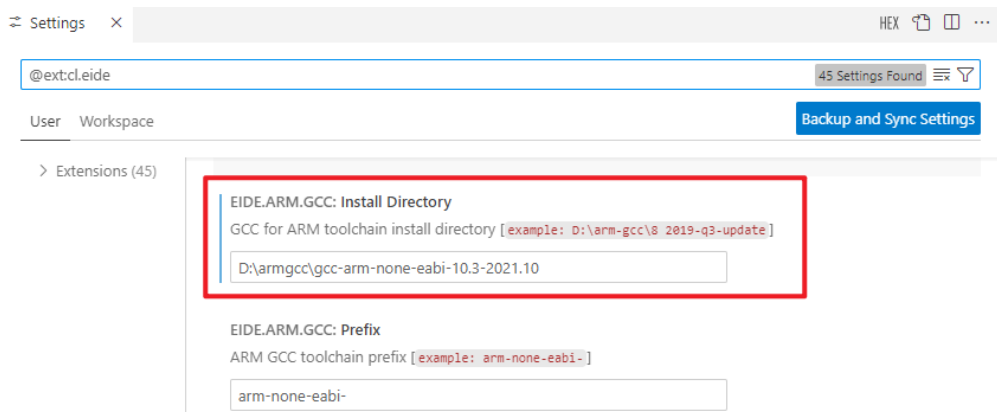 Settings
HEX
@ext:cl.eide
45 Settings Found
User Workspace
Backup and Sync Settings
Extensions (45)
EIDE.ARM.GCC: Install Directory
GCC for ARM toolchain install directory [example: D:\arm-gcc\8 2019-q3-update]
D:\armgcc\gcc-arm-none-eabi-10.3-2021.10
EIDE.ARM.GCC: Prefix
ARM GCC toolchain prefix [example: arm-none-eabi-]
arm-none-eabi-